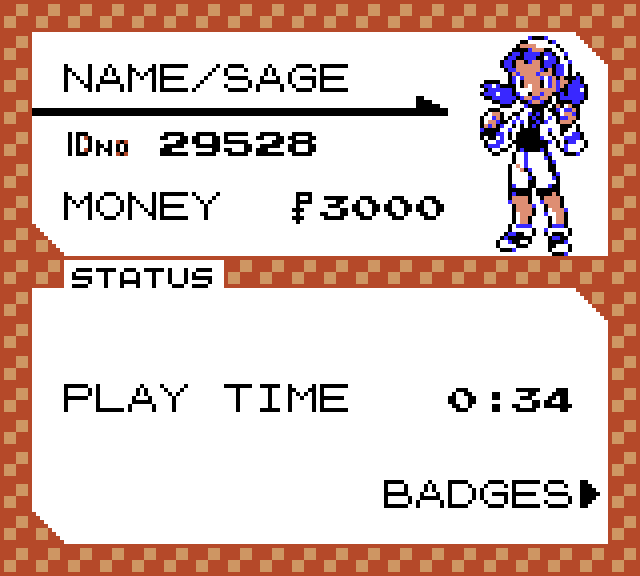 NAME/SAGE
IDNo 29528
MONEY ₽3000
STATUS
PLAY TIME 0:34
BADGES▶